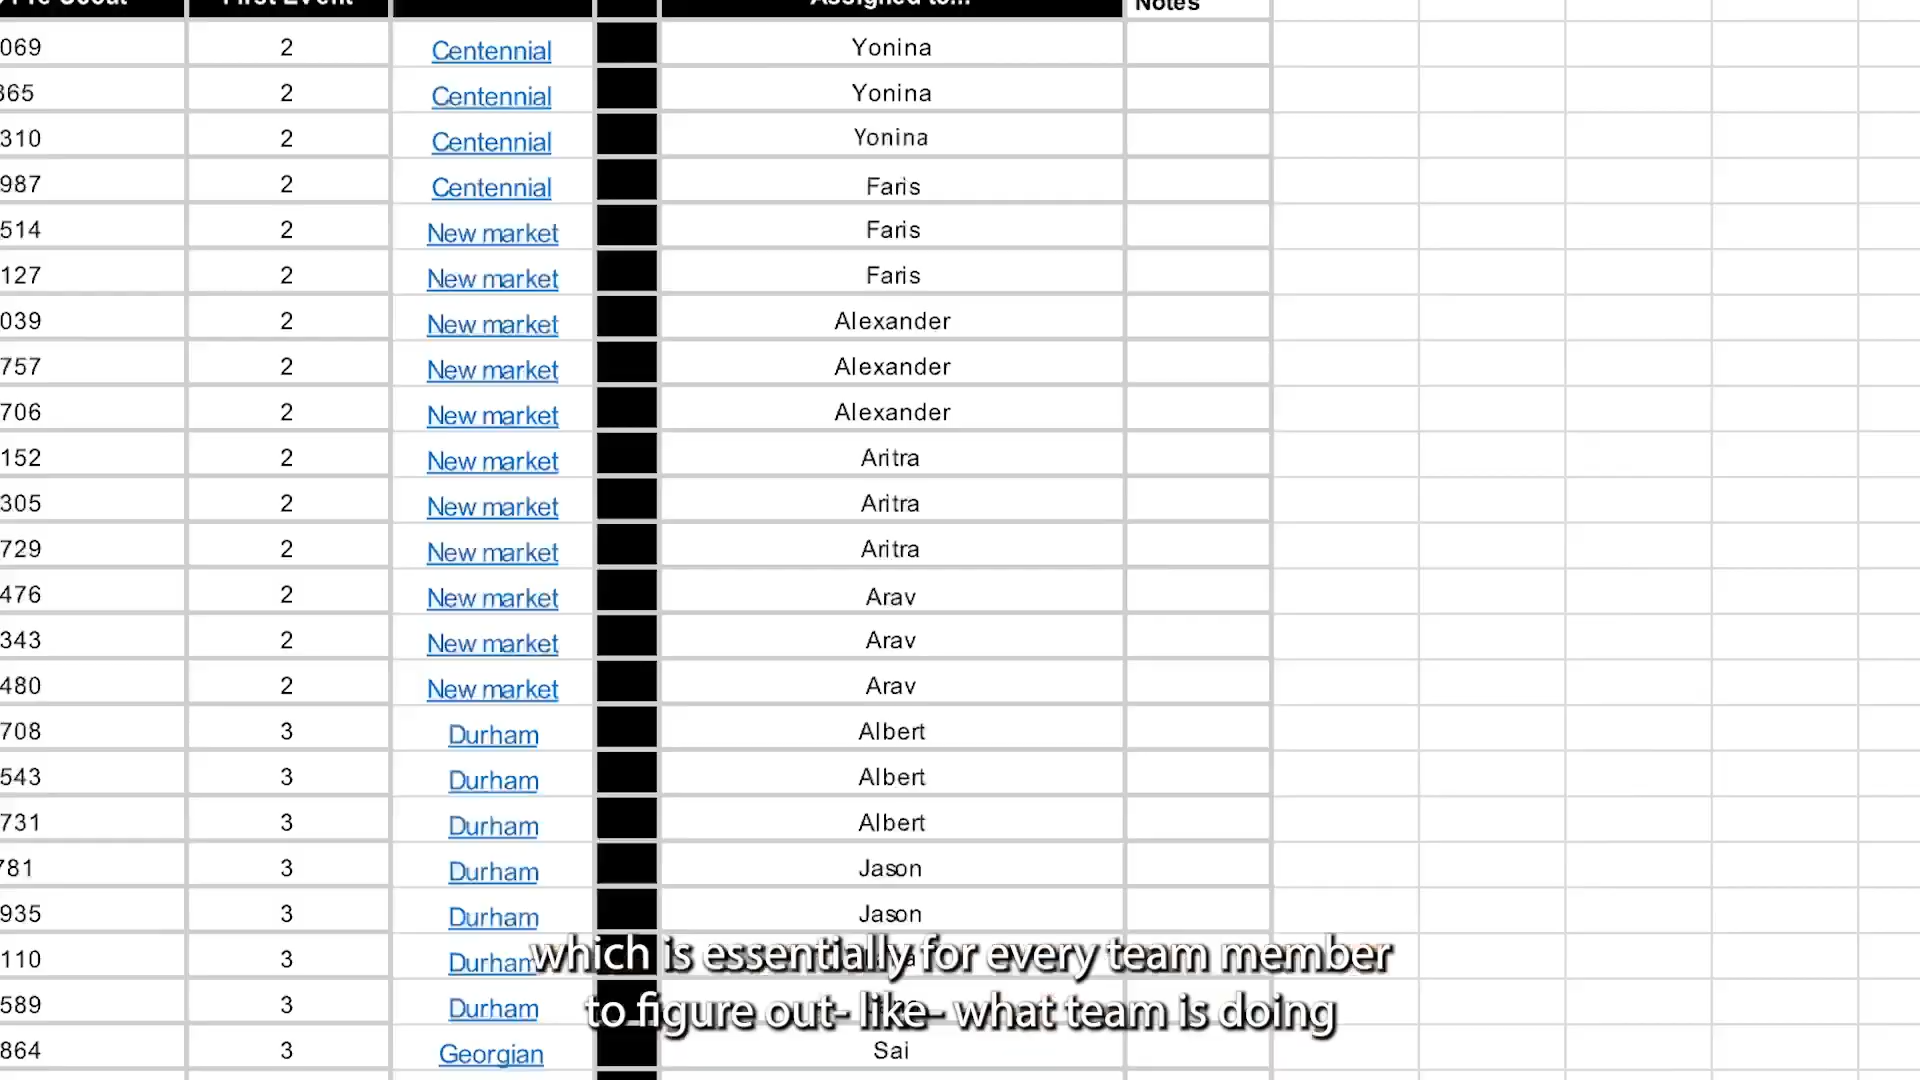 First Event Assigned to... Notes
069 2 Centennial Yonina
365 2 Centennial Yonina
310 2 Centennial Yonina
987 2 Centennial Faris
514 2 New market Faris
127 2 New market Faris
039 2 New market Alexander
757 2 New market Alexander
706 2 New market Alexander
152 2 New market Aritra
305 2 New market Aritra
729 2 New market Aritra
476 2 New market Arav
343 2 New market Arav
480 2 New market Arav
708 3 Durham Albert
543 3 Durham Albert
731 3 Durham Albert
781 3 Durham Jason
935 3 Durham Jason
110 3 Durham
589 3 Durham
864 3 Georgian Sai
which is essentially for every team member
to figure out- like- what team is doing